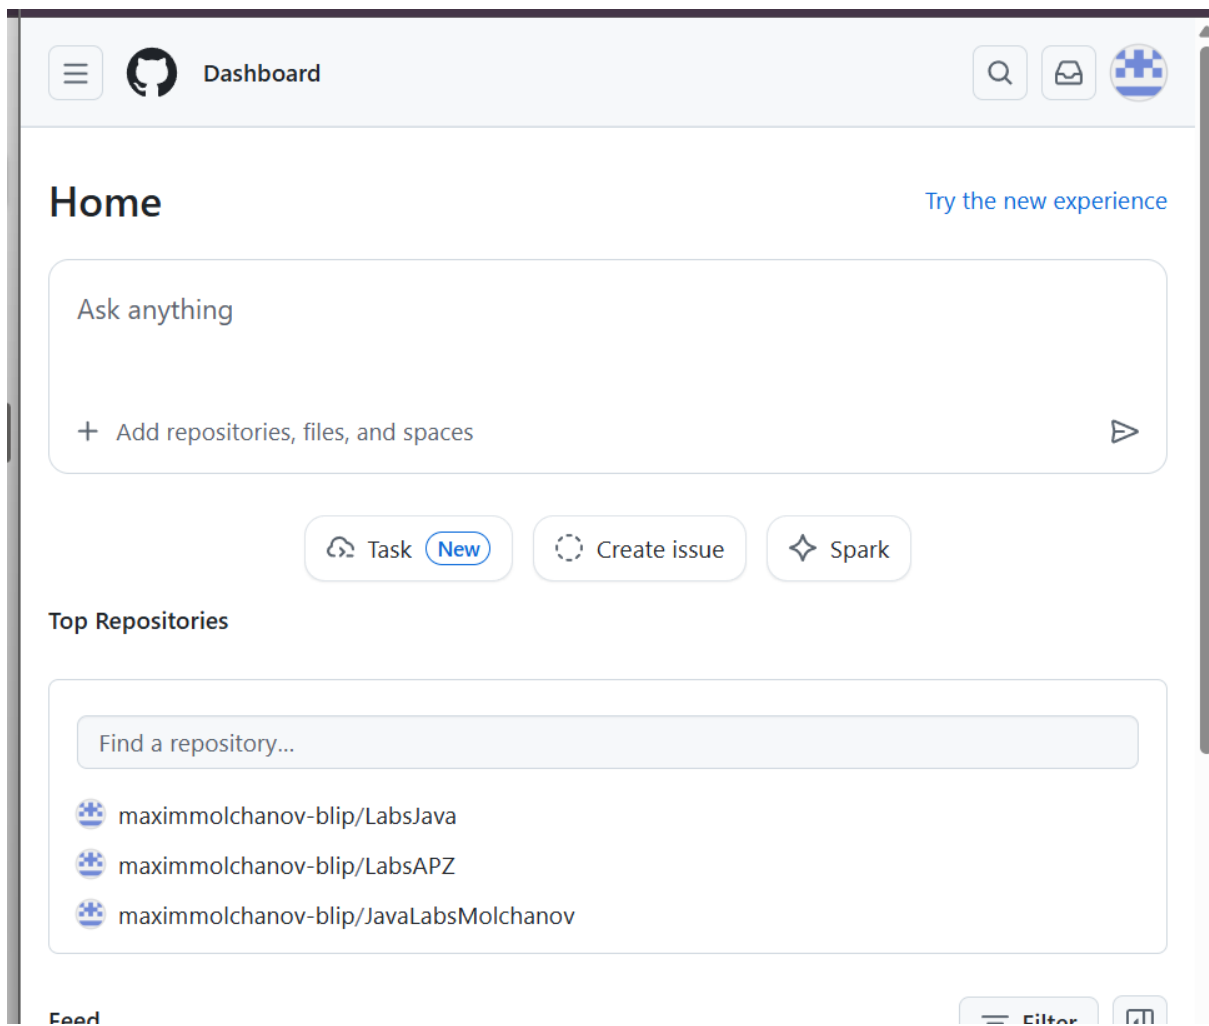 Dashboard
Home
Try the new experience
Ask anything
Add repositories, files, and spaces
Task New
Create issue
Spark
Top Repositories
Find a repository...
maximmolchanov-blip/LabsJava
maximmolchanov-blip/LabsAPZ
maximmolchanov-blip/JavaLabsMolchanov
Feed
Filter